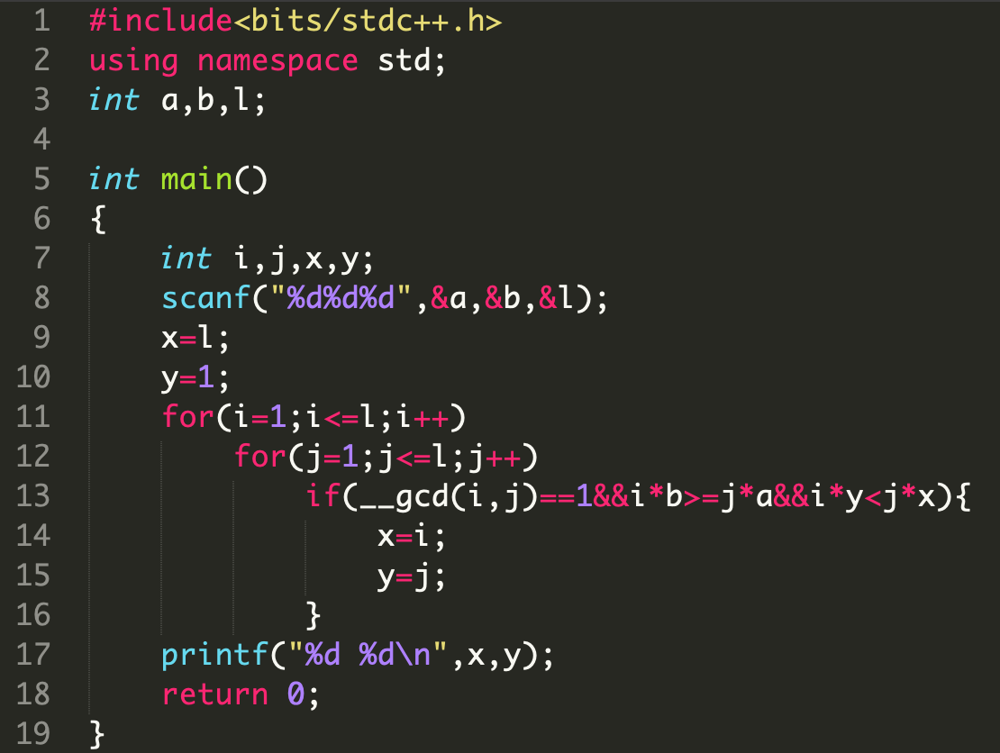 1 #include<bits/stdc++.h>
2 using namespace std;
3 int a,b,l;
4
5 int main()
6 {
7     int i,j,x,y;
8     scanf("%d%d%d",&a,&b,&l);
9     x=l;
10     y=1;
11     for(i=1;i<=l;i++)
12         for(j=1;j<=l;j++)
13             if(__gcd(i,j)==1&&i*b>=j*a&&i*y<j*x){
14                 x=i;
15                 y=j;
16             }
17     printf("%d %d\n",x,y);
18     return 0;
19 }